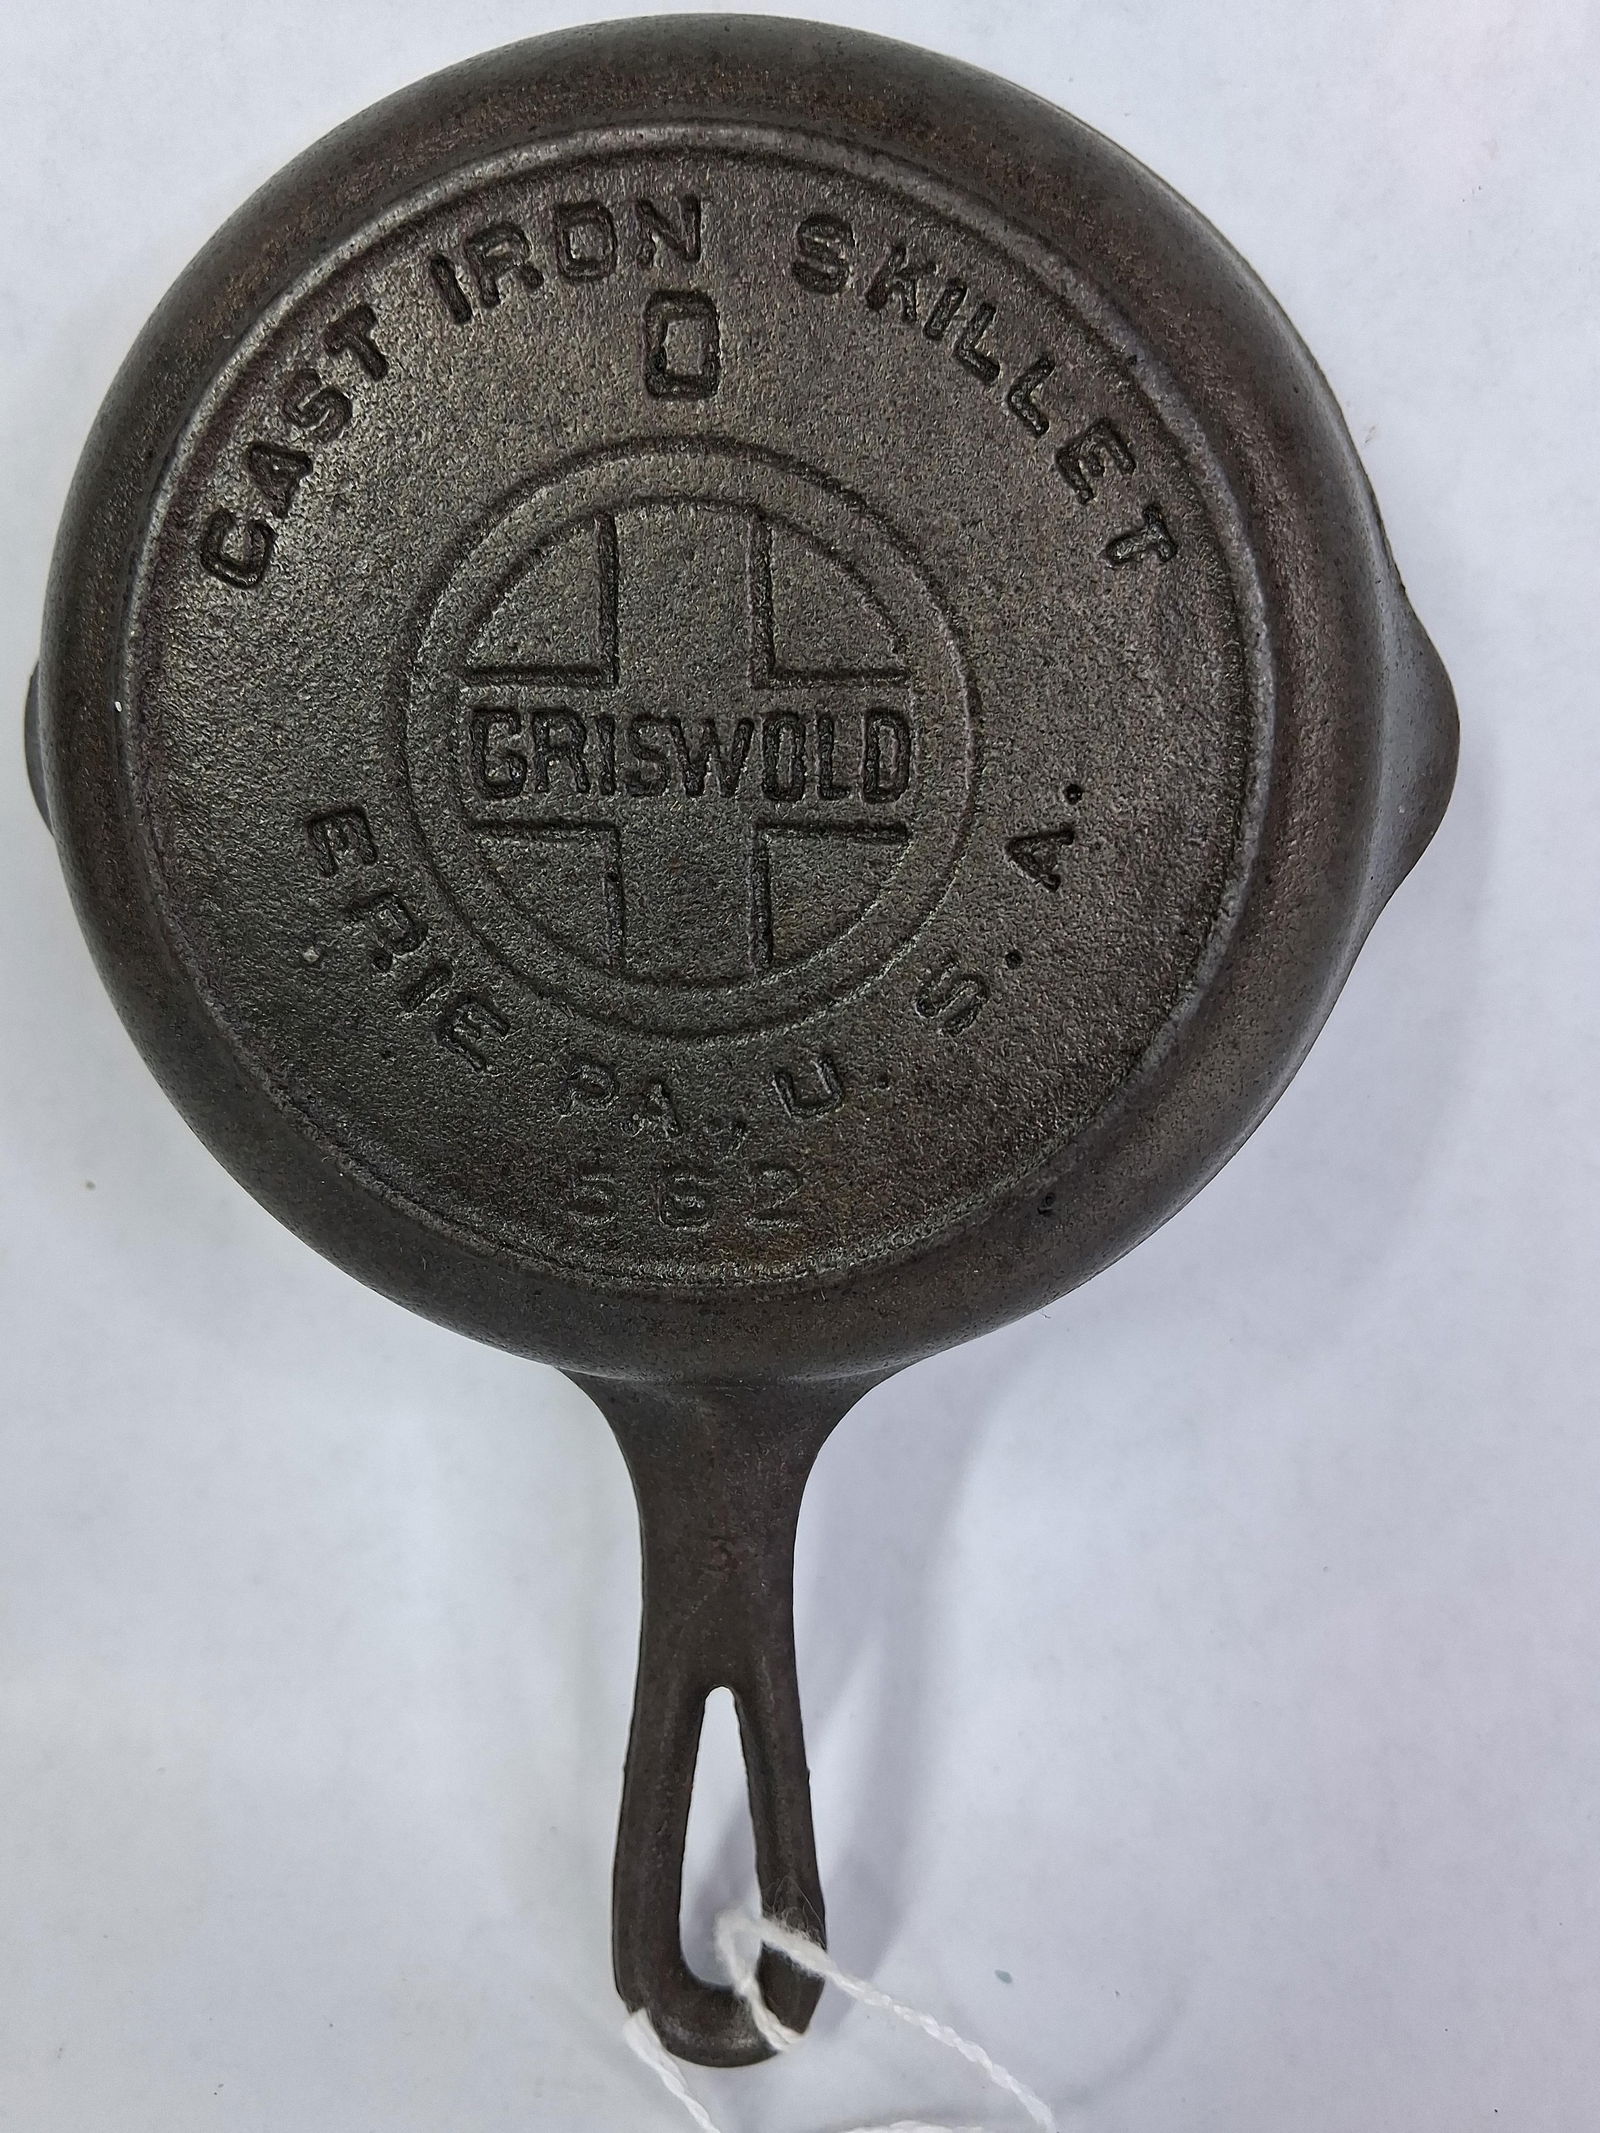 CAST IRON SKILLET
0
GRISWOLD
ERIE PA., U.S.A.
562